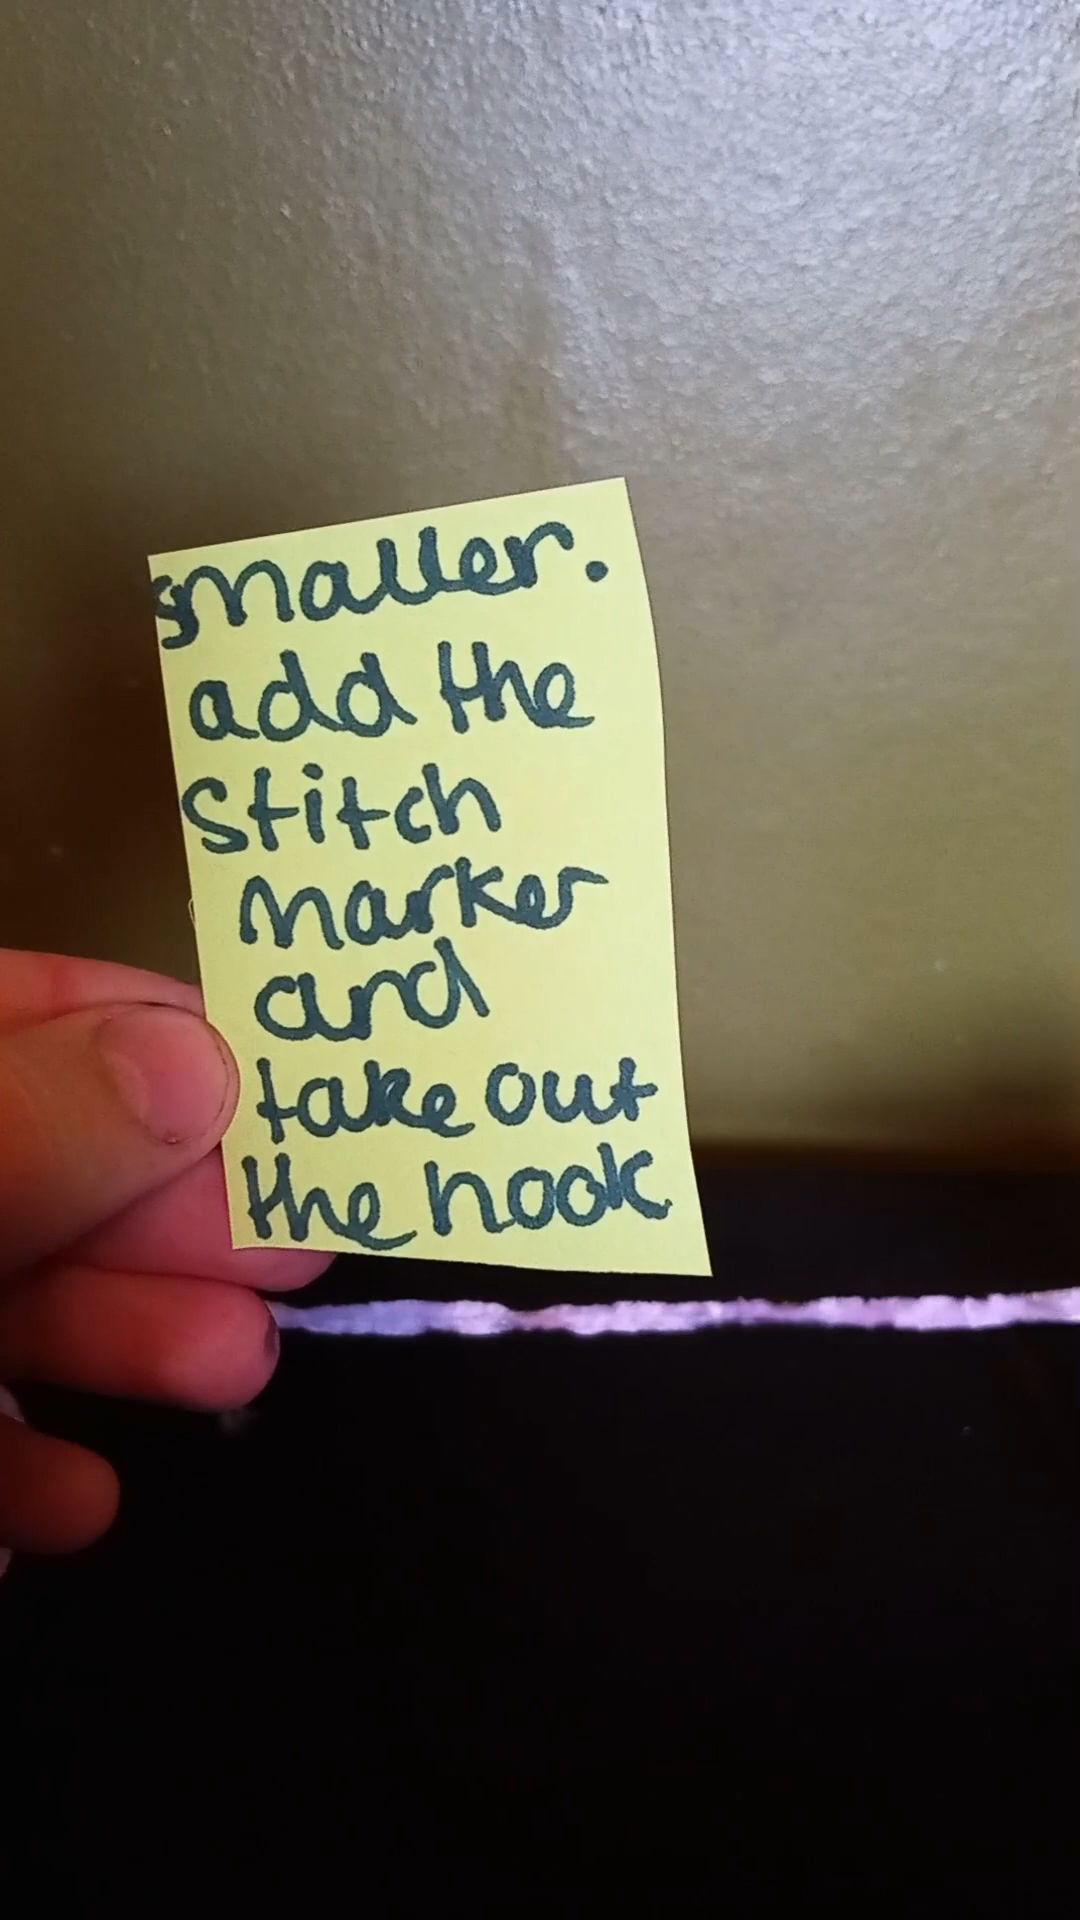 smaller.
add the
Stitch
marker
and
take out
the hook